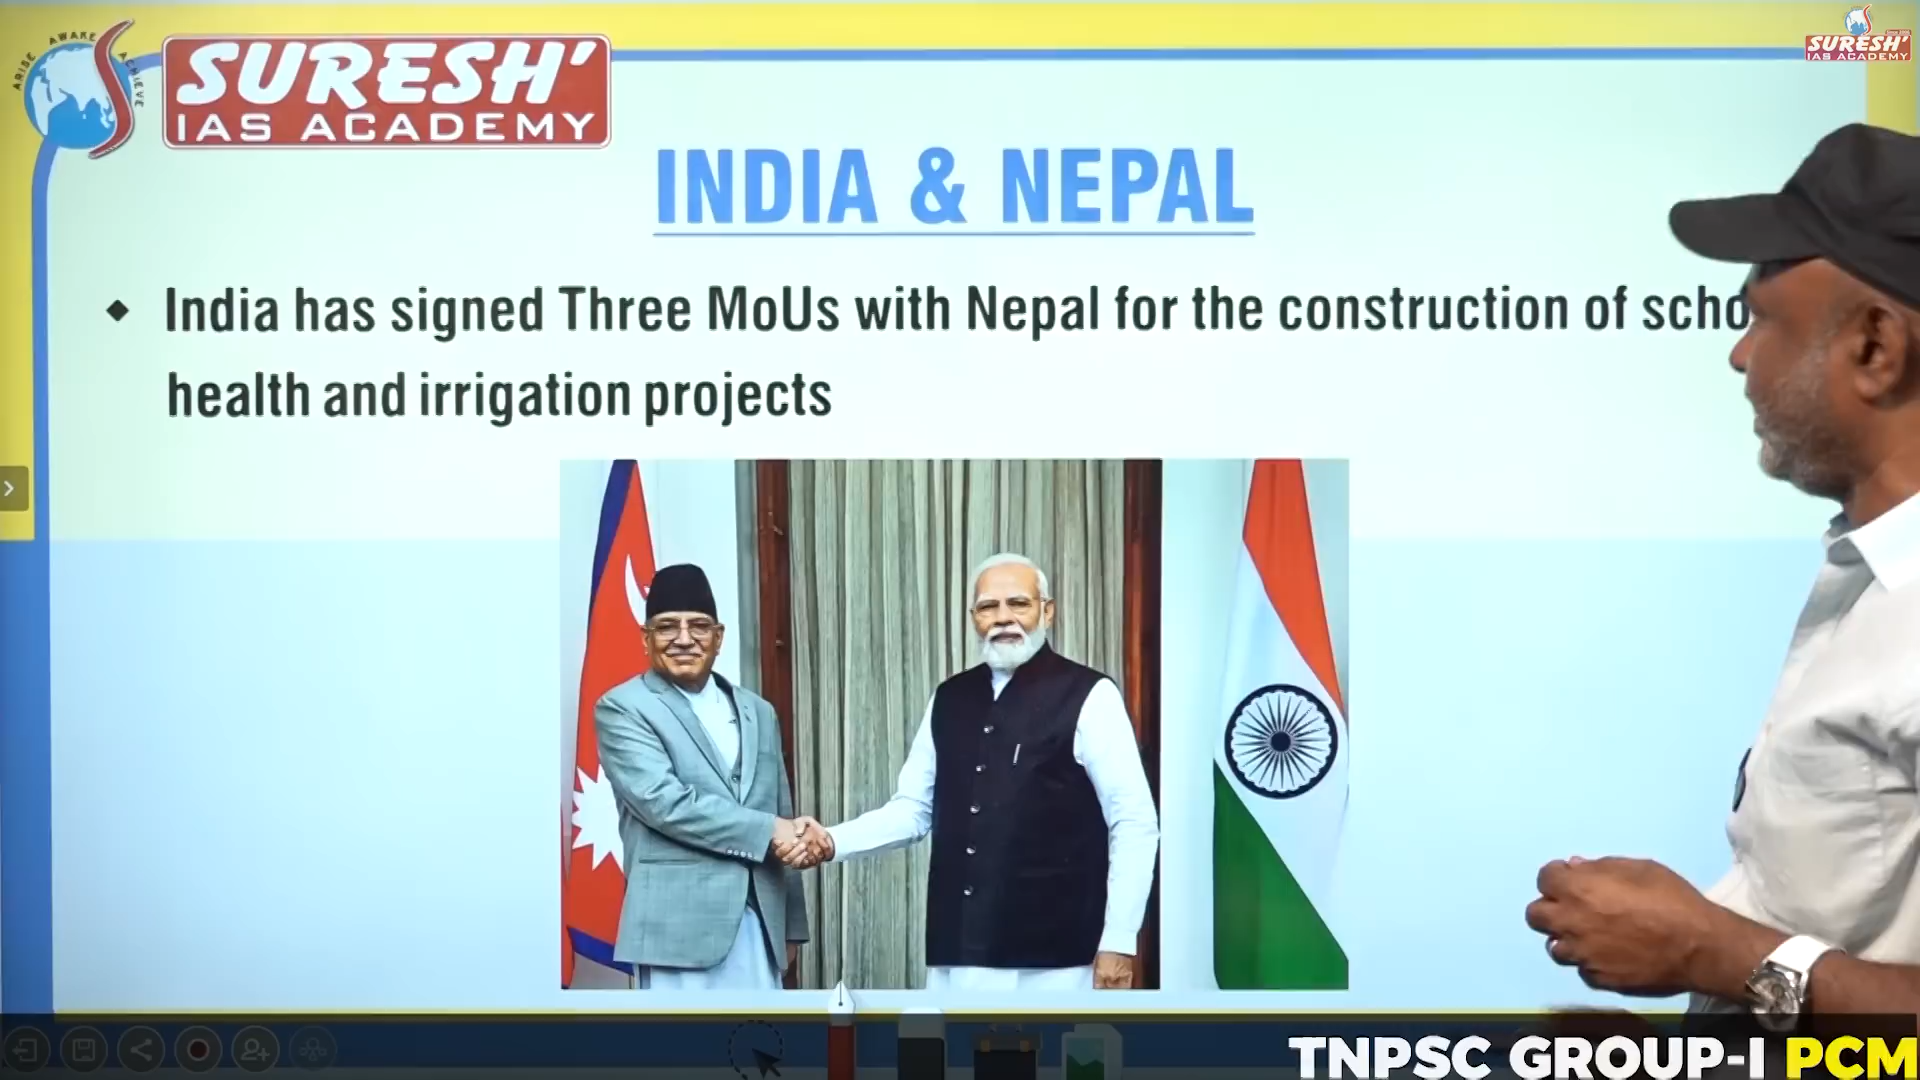 ARISE AWAKE ACHIEVE
SURESH'
IAS ACADEMY
SURESH'
IAS ACADEMY
INDIA & NEPAL
India has signed Three MoUs with Nepal for the construction of
health and irrigation projects
TNPSC GROUP-I PCM